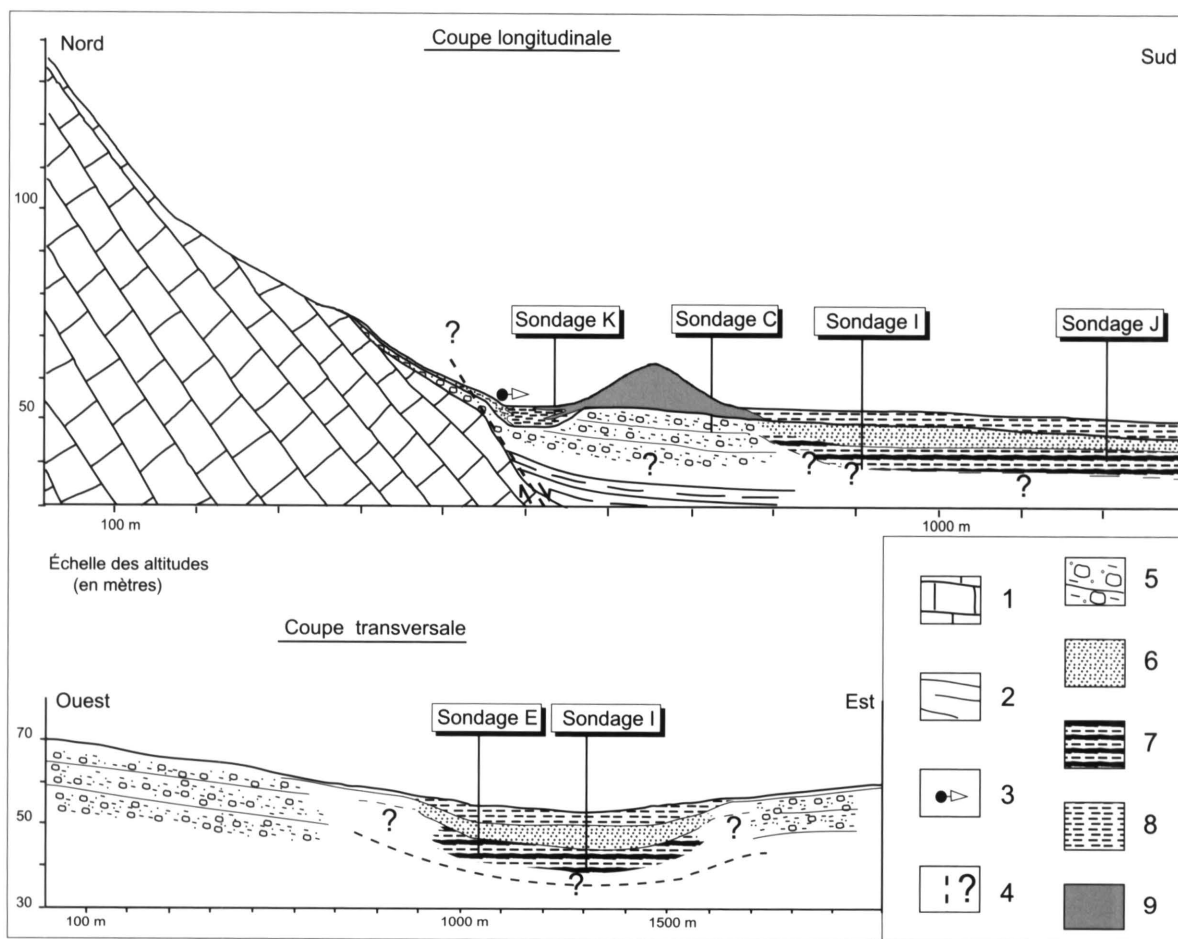 Coupe longitudinale
Nord
Sud
100
50
?
Sondage K
Sondage C
Sondage I
Sondage J
?
?
?
?
100 m
1000 m
Échelle des altitudes
(en mètres)
Coupe transversale
Ouest
Est
70
50
30
Sondage E
Sondage I
?
?
?
100 m
1000 m
1500 m
1
2
3
?
4
5
6
7
8
9